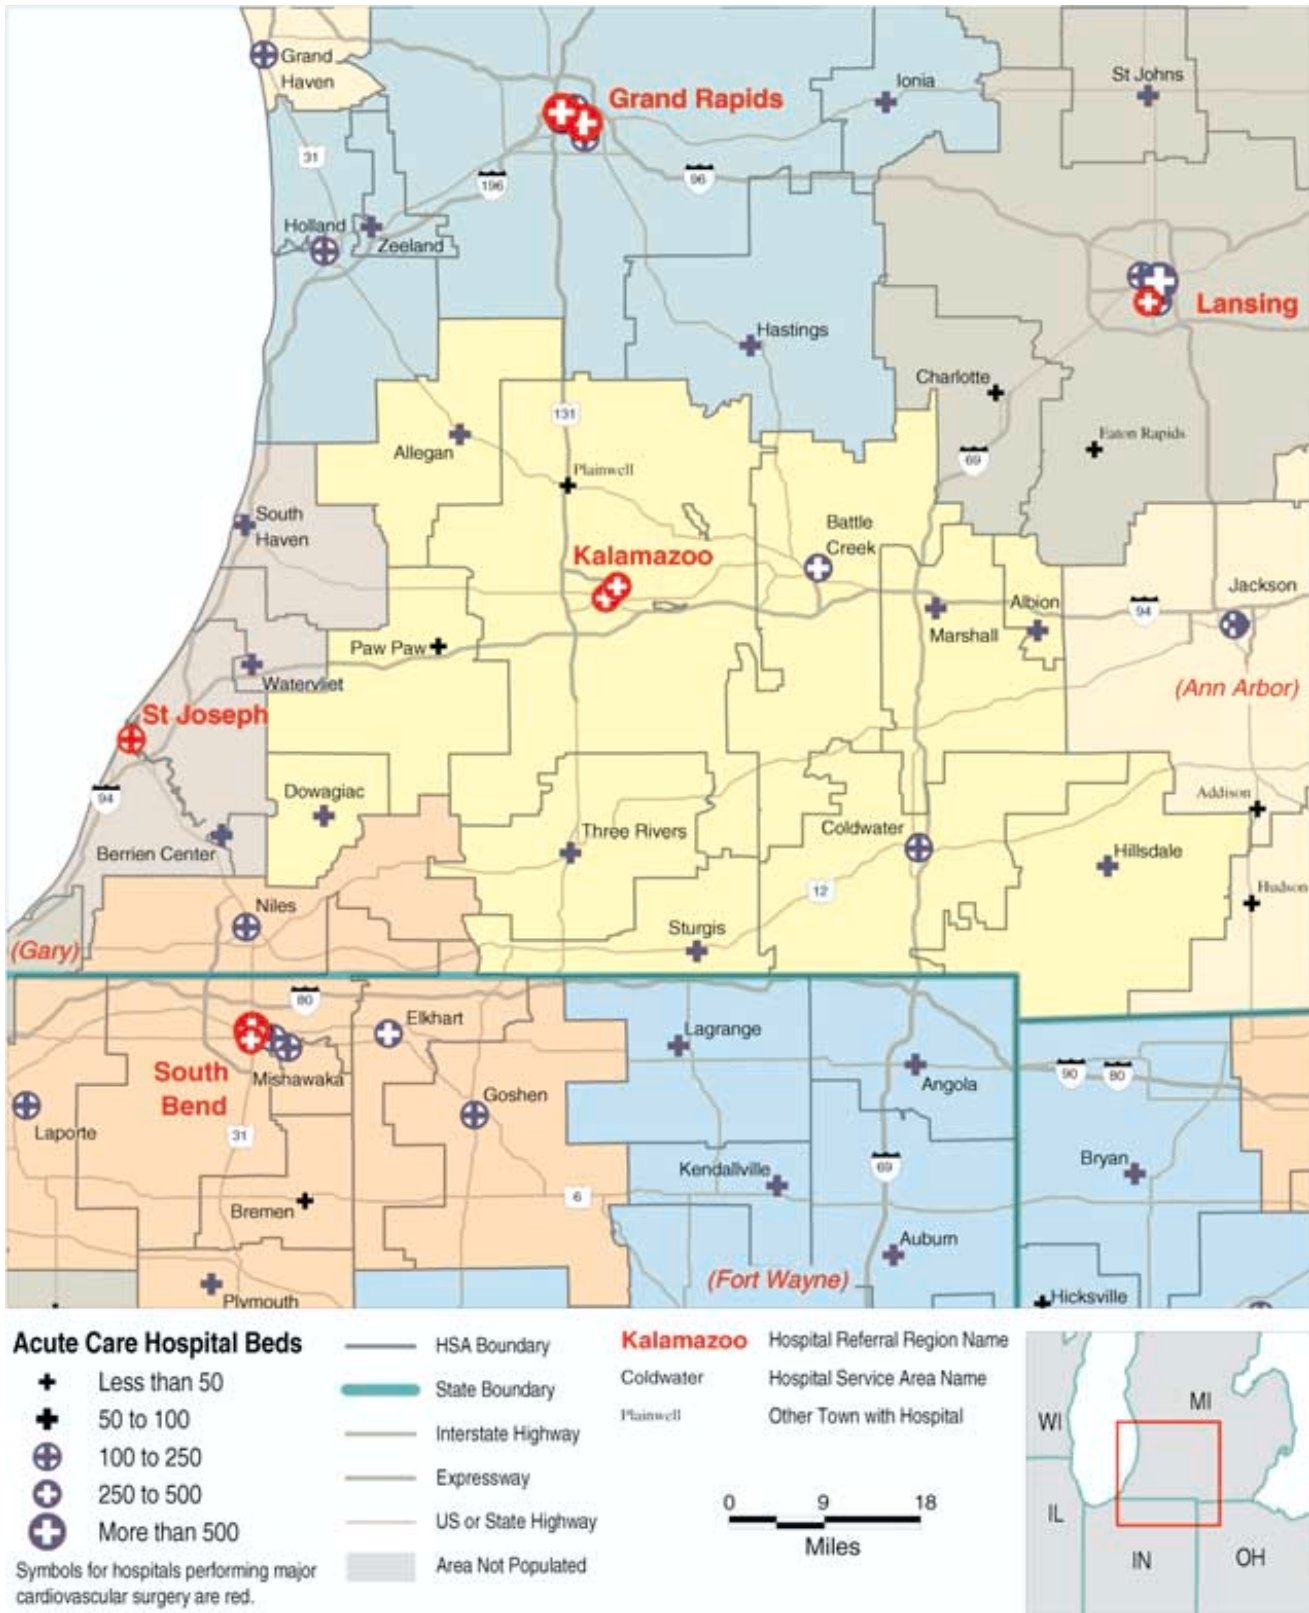 Grand
Haven
Grand Rapids
Ionia
St Johns
31
196
96
Holland
Zeeland
Lansing
Hastings
Charlotte
131
Allegan
Eaton Rapids
69
Plainwell
South
Haven
Battle
Creek
Kalamazoo
Jackson
Albion
94
Paw Paw
Marshall
Watervliet
(Ann Arbor)
St Joseph
94
Dowagiac
Addison
Three Rivers
Coldwater
Berrien Center
Hillsdale
12
Hudson
Niles
Sturgis
(Gary)
80
Elkhart
Lagrange
South
Bend
Mishawaka
90
80
Angola
Goshen
Laporte
31
Kendallville
69
Bryan
6
Bremen
Auburn
(Fort Wayne)
Plymouth
Hicksville
Acute Care Hospital Beds
Less than 50
50 to 100
100 to 250
250 to 500
More than 500
Symbols for hospitals performing major
cardiovascular surgery are red.
HSA Boundary
State Boundary
Interstate Highway
Expressway
US or State Highway
Area Not Populated
Kalamazoo Hospital Referral Region Name
Coldwater Hospital Service Area Name
Plainwell Other Town with Hospital
0 9 18
Miles
MI
WI
IL
IN
OH